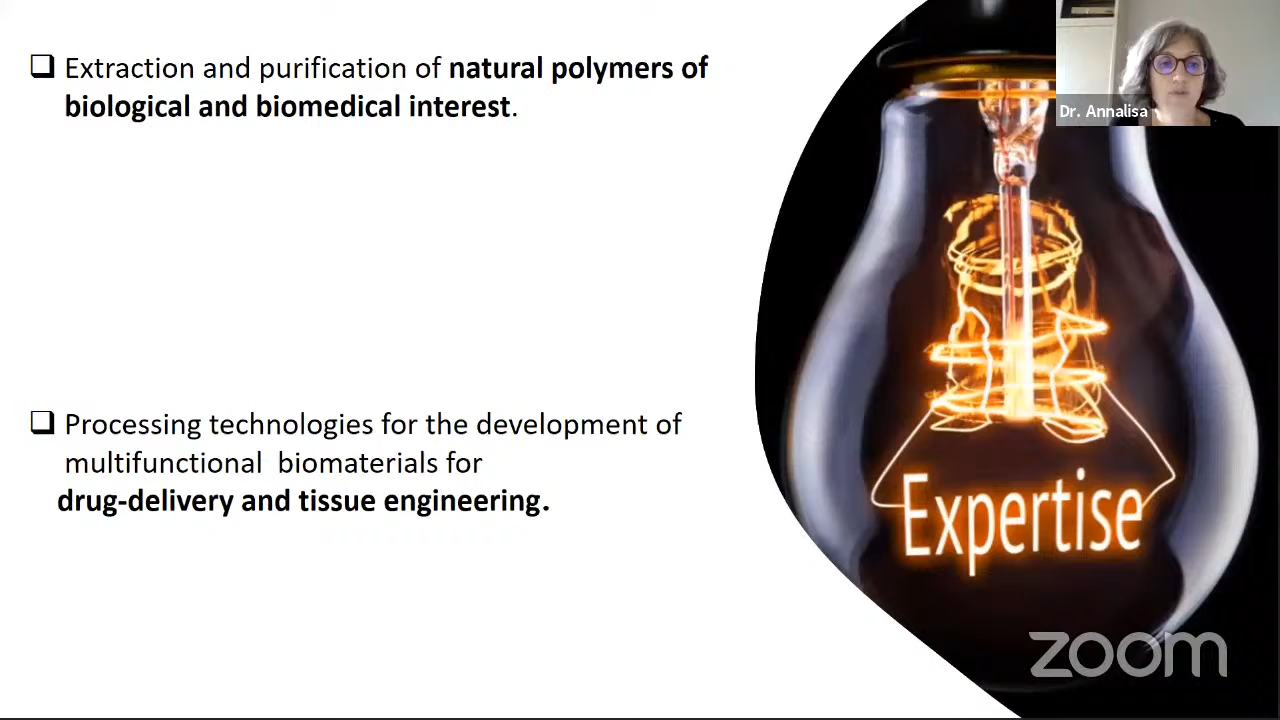 Extraction and purification of natural polymers of
biological and biomedical interest.
Dr. Annalisa
Processing technologies for the development of
multifunctional biomaterials for
drug-delivery and tissue engineering.
Expertise
zoom